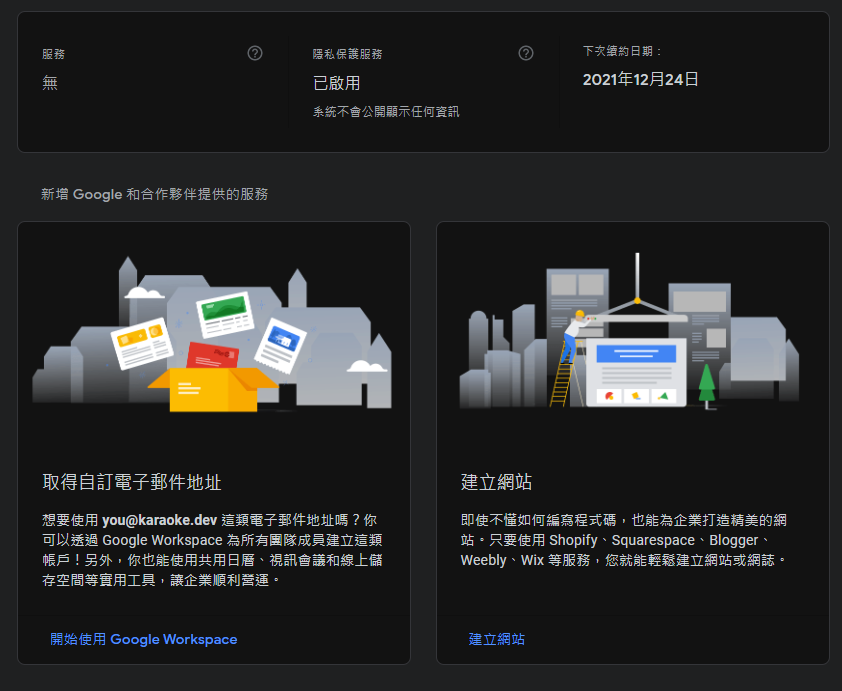 服務
無
隱私保護服務
已啟用
系統不會公開顯示任何資訊
下次續約日期：
2021年12月24日
新增 Google 和合作夥伴提供的服務
取得自訂電子郵件地址
想要使用 you@karaoke.dev 這類電子郵件地址嗎？你
可以透過 Google Workspace 為所有團隊成員建立這類
帳戶！另外，你也能使用共用日曆、視訊會議和線上儲
存空間等實用工具，讓企業順利營運。
開始使用 Google Workspace
建立網站
即使不懂如何編寫程式碼，也能為企業打造精美的網
站。只要使用 Shopify、Squarespace、Blogger、
Weebly、Wix 等服務，您就能輕鬆建立網站或網誌。
建立網站